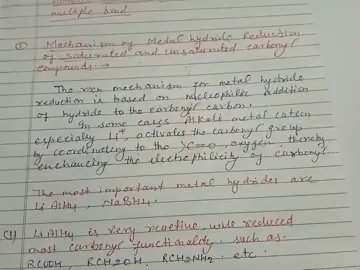 multiple bond
① Mechanism of Metal hydride Reduction
of saturated and unsaturated carbonyl
compounds :→
The main mechanism for metal hydride
reduction is based on nucleophilic addition
of hydride to the carbonyl carbon.
In some cases Alkali metal cation
especially Li⁺, activates the carbonyl group
by coordinating to the >C=O, oxygen, thereby
enchancing the electrophilicity of carbonyl
The most important metal hydrides are
LiAlH4, NaBH4.
(1) LiAlH4 is very reactive, will reduced
most carbonyl functionality. such as.
RCOOH, RCH2OH, RCH2NH2. etc.